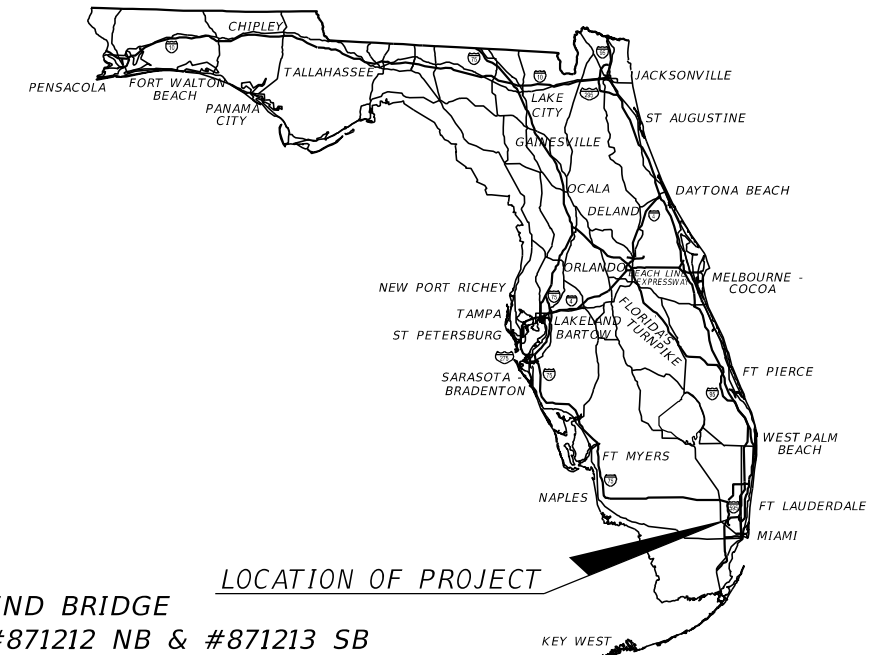 CHIPLEY
PENSACOLA
FORT WALTON
BEACH
PANAMA
CITY
TALLAHASSEE
LAKE
CITY
JACKSONVILLE
ST AUGUSTINE
GAINESVILLE
OCALA
DAYTONA BEACH
DELAND
ORLANDO
BEACH LINE
EXPRESSWAY
MELBOURNE -
COCOA
NEW PORT RICHEY
TAMPA
ST PETERSBURG
LAKELAND
BARTOW
FLORIDA'S
TURNPIKE
SARASOTA -
BRADENTON
FT PIERCE
WEST PALM
BEACH
FT MYERS
NAPLES
FT LAUDERDALE
MIAMI
LOCATION OF PROJECT
ND BRIDGE
#871212 NB & #871213 SB
KEY WEST